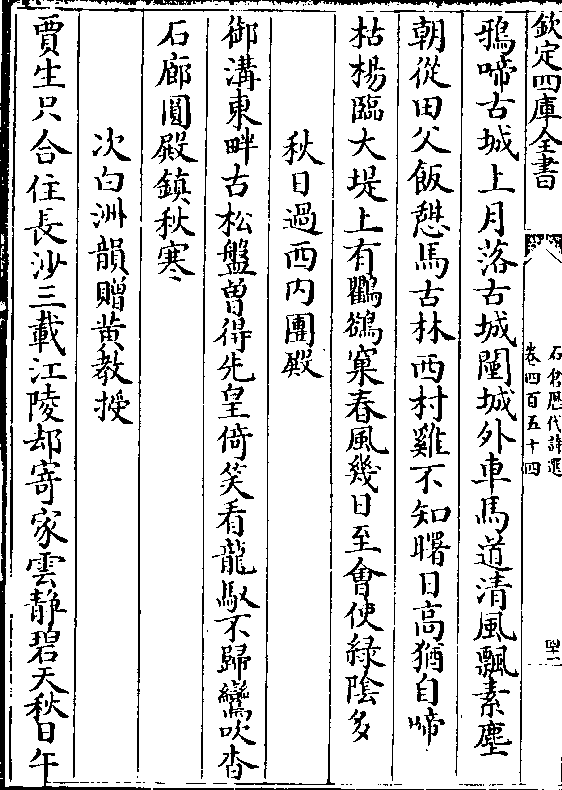 欽定四庫全書
石倉歷代詩選
卷四百五十四
四二
鴉啼古城上月落古城闉城外車馬道清風飄素塵
朝從田父飯憇馬古林西村雞不知曙日高猶自啼
枯楊臨大堤上有鸛鵒窠春風幾日至會使緑陰多
秋日過西内團殿
御溝東畔古松盤曽得先皇倚笑看龍馭不歸鸞吹杳
石廊圓殿鎮秋寒
次白洲韻贈黄教授
賈生只合住長沙三載江陵却寄家雲静碧天秋日午